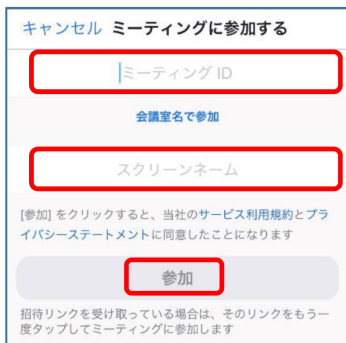 キャンセル ミーティングに参加する
ミーティング ID
会議室名で参加
スクリーンネーム
[参加] をクリックすると、当社のサービス利用規約とプラ
イバシーステートメントに同意したことになります
参加
招待リンクを受け取っている場合は、そのリンクをもう一
度タップしてミーティングに参加します